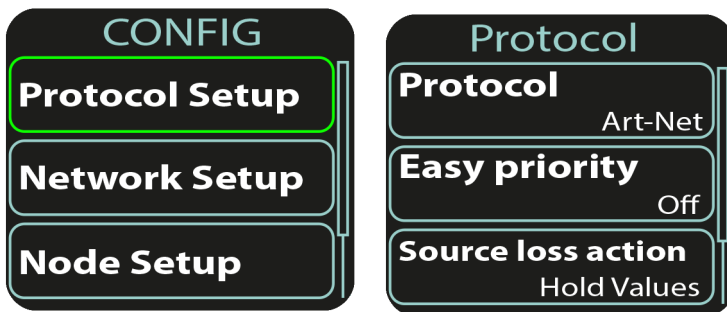 CONFIG
Protocol Setup
Network Setup
Node Setup
Protocol
Protocol
Art-Net
Easy priority
Off
Source loss action
Hold Values